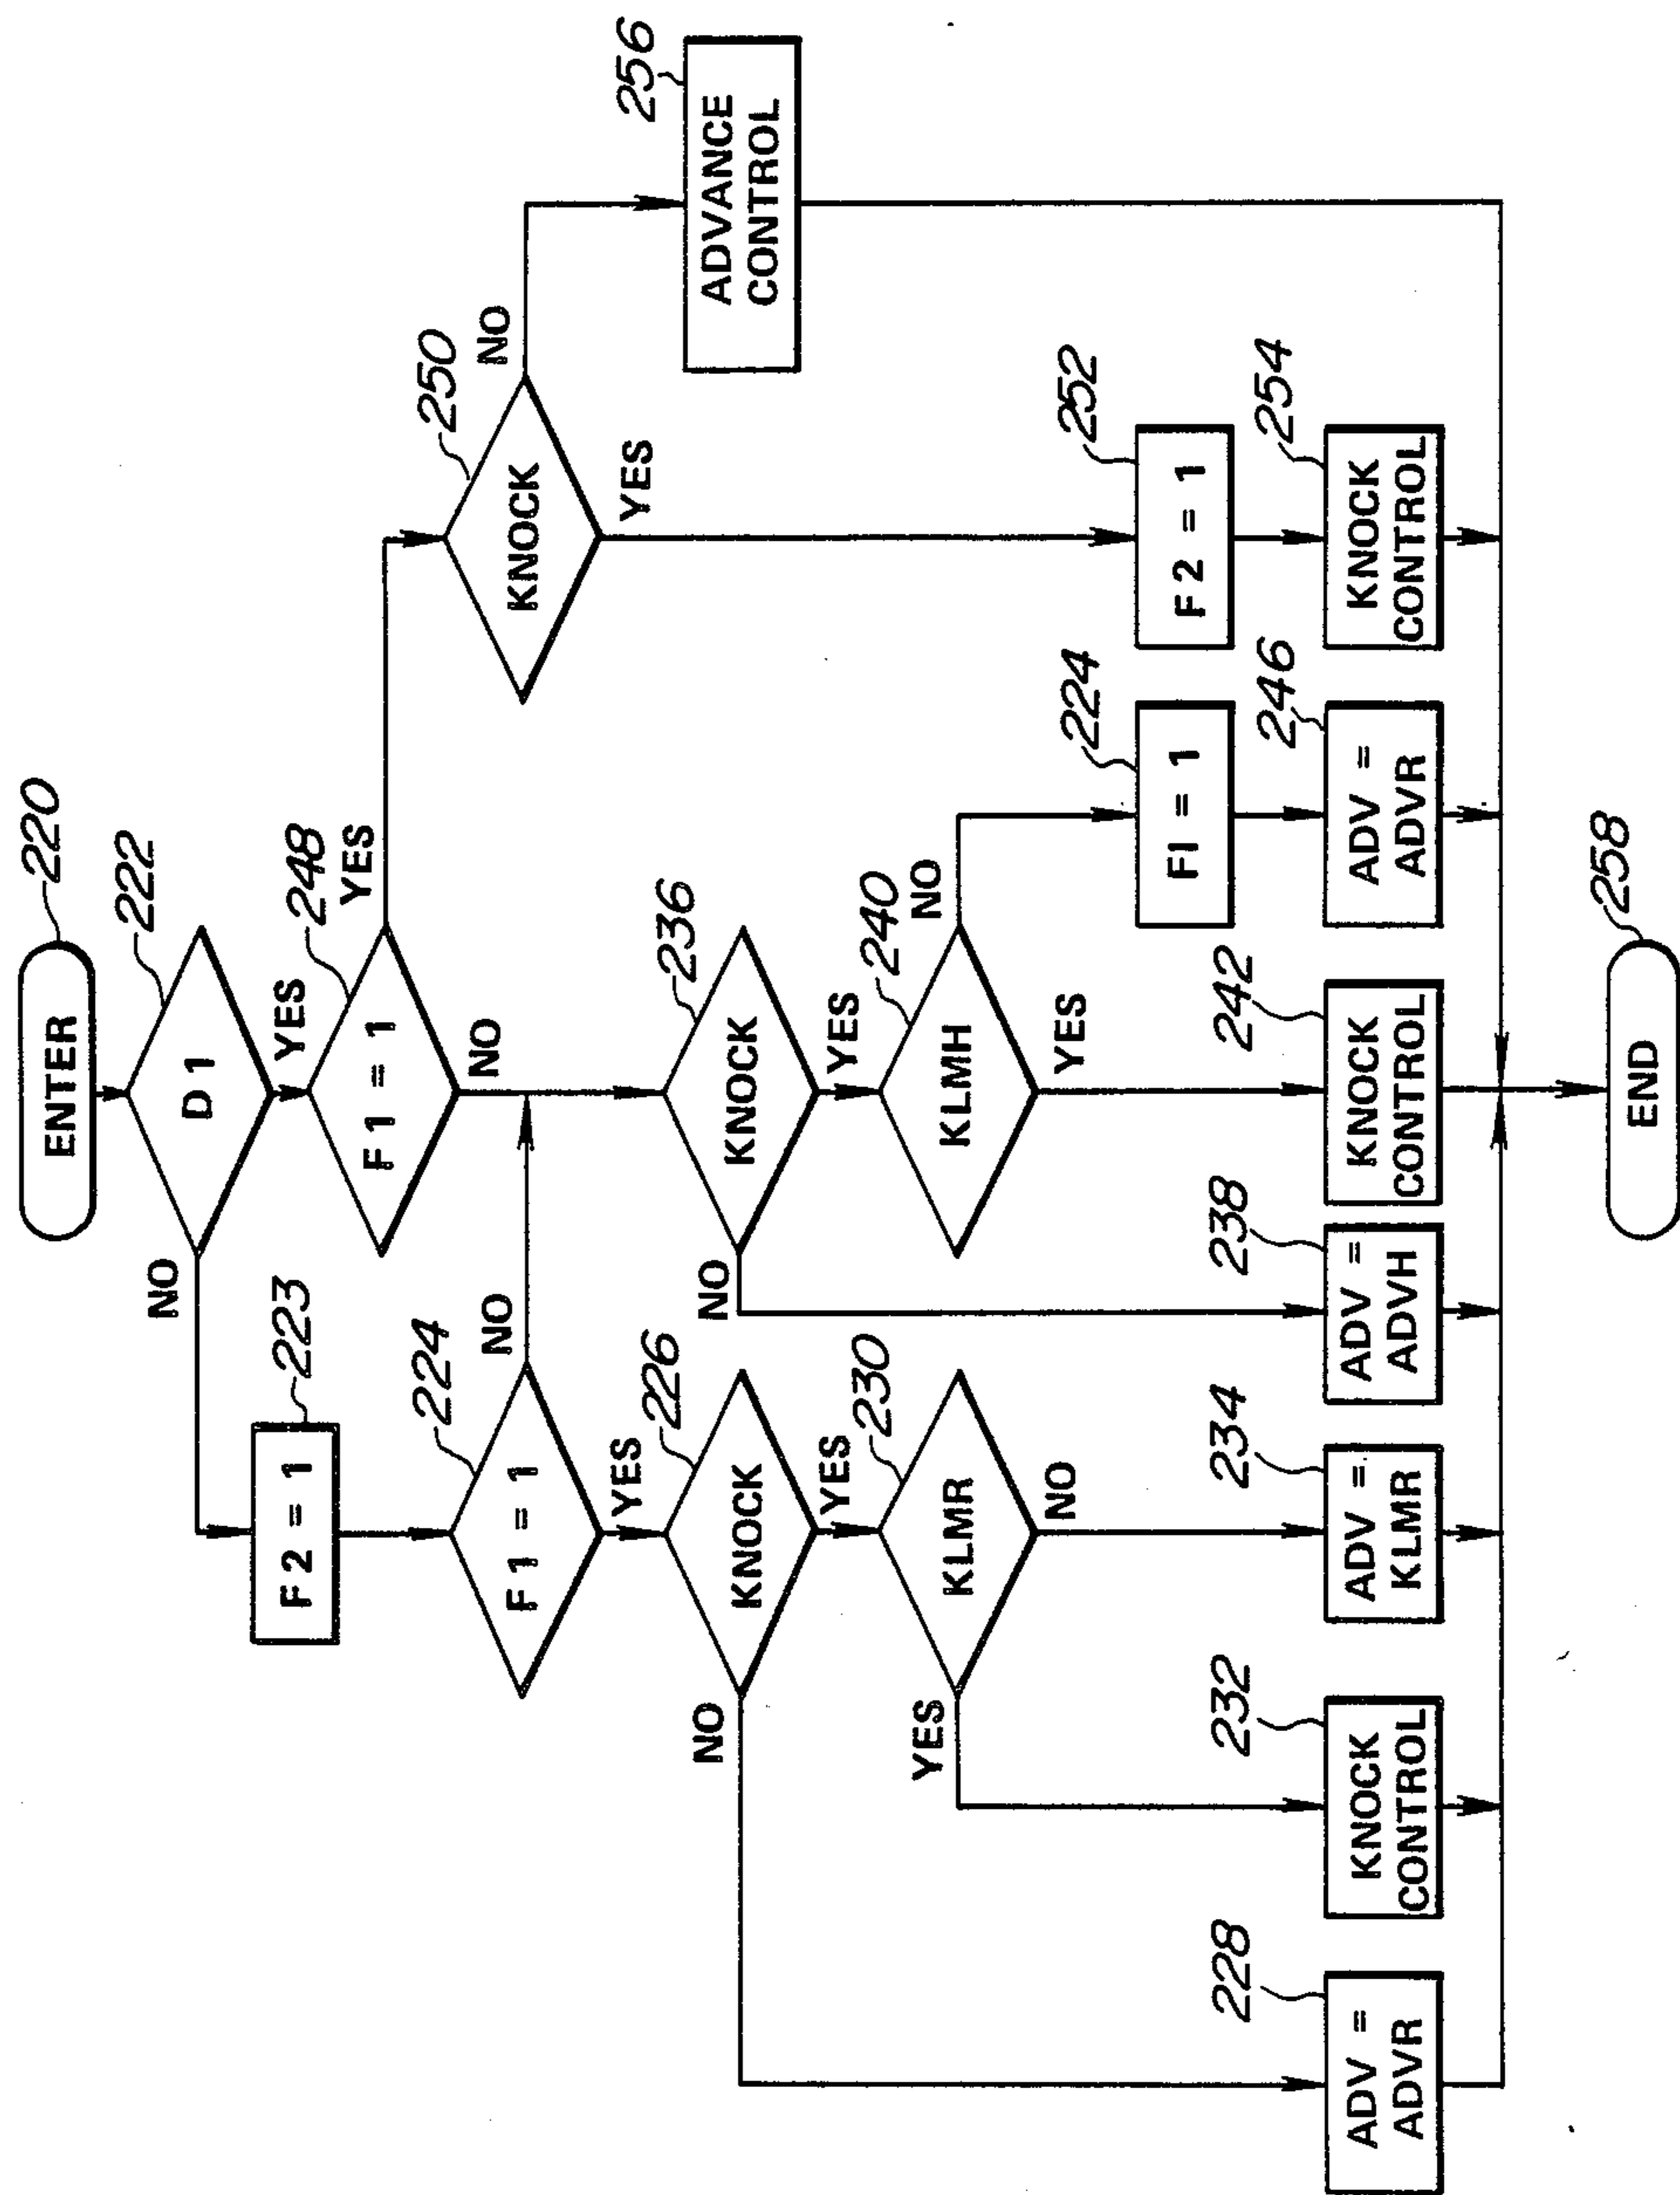 ENTER
220
D 1
222
NO
YES
F 2 = 1
223
F 1 = 1
248
YES
NO
F 1 = 1
224
NO
YES
KNOCK
250
NO
YES
KNOCK
226
NO
YES
KNOCK
236
NO
YES
ADVANCE
CONTROL
256
KLMR
230
YES
NO
KLMH
240
NO
YES
F1 = 1
224
F 2 = 1
252
ADV =
ADVR
228
KNOCK
CONTROL
232
ADV =
KLMR
234
ADV =
ADVH
238
KNOCK
CONTROL
242
ADV =
ADVR
246
KNOCK
CONTROL
254
END
258